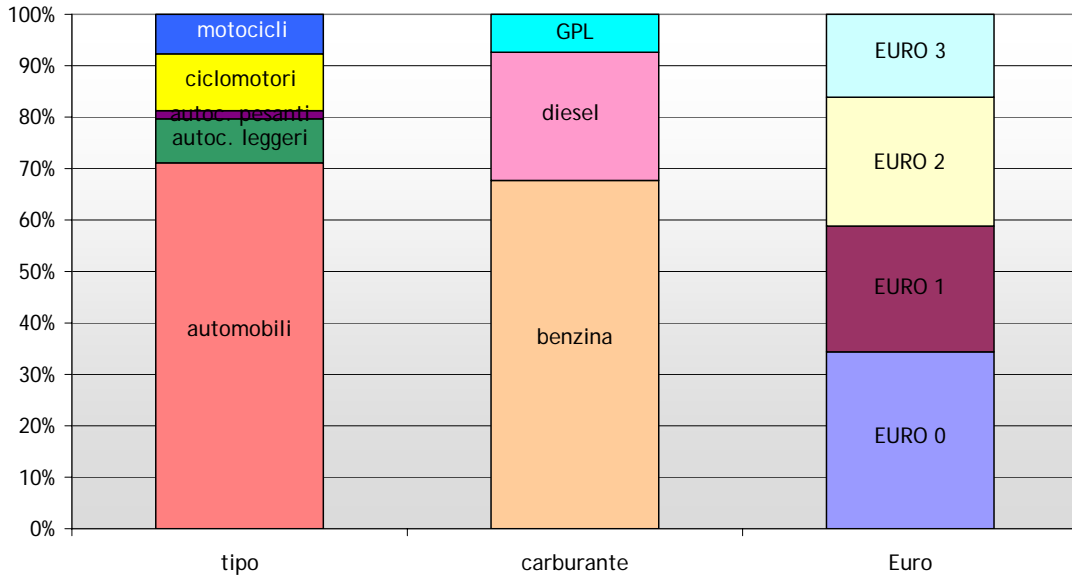 100%
90%
80%
70%
60%
50%
40%
30%
20%
10%
0%
motocicli
ciclomotori
autoc. pesanti
autoc. leggeri
automobili
GPL
diesel
benzina
EURO 3
EURO 2
EURO 1
EURO 0
tipo
carburante
Euro